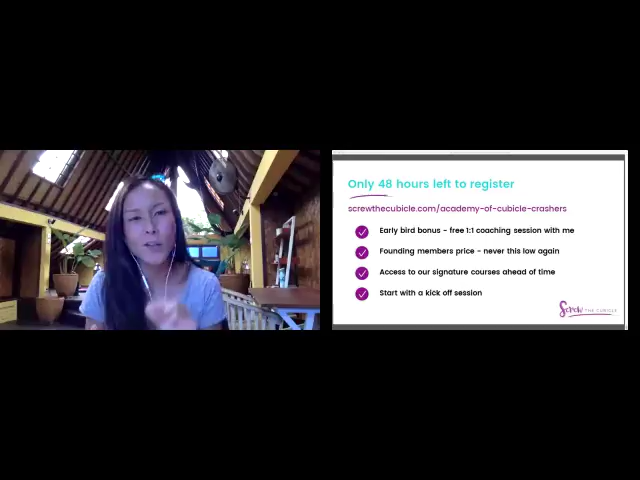 Only 48 hours left to register
screwthecubicle.com/academy-of-cubicle-crashers
Early bird bonus - free 1:1 coaching session with me
Founding members price - never this low again
Access to our signature courses ahead of time
Start with a kick off session
Screw THE CUBICLE